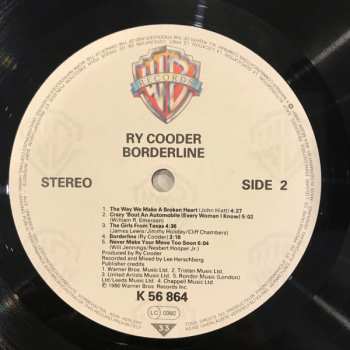 WB
RECORDS
RY COODER
BORDERLINE
STEREO
SIDE 2
1. The Way We Make A Broken Heart (John Hiatt) 4:27
2. Crazy 'Bout An Automobile (Every Woman I Know) 5:02
(William R. Emerson)
3. The Girls From Texas 4:36
(James Lewis/Jimmy Holiday/Cliff Chambers)
4. Borderline (Ry Cooder) 3:18
5. Never Make Your Move Too Soon 6:04
(Will Jennings/Nesbert Hooper Jr.)
Produced by Ry Cooder
Recorded and Mixed by Lee Herschberg
Publisher credits
1. Warner Bros. Music Ltd. 2. Tristan Music Ltd.
3. United Artists Music Ltd. 5. Rondor Music (London)
Ltd/Leeds Music Ltd. 4. Chappell Music Ltd.
℗ 1980 Warner Bros. Records Inc.
K 56 864
LC 0392
33